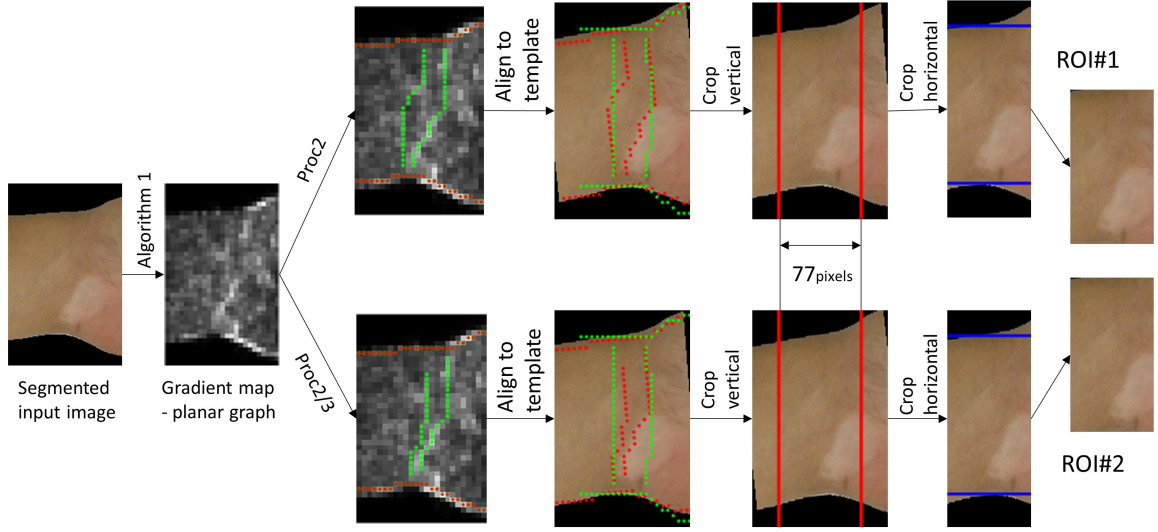 Segmented
input image
Algorithm 1
Gradient map
- planar graph
Proc2
Align to
template
Crop
vertical
Crop
horizontal
ROI#1
77pixels
Proc2/3
Align to
template
Crop
vertical
Crop
horizontal
ROI#2